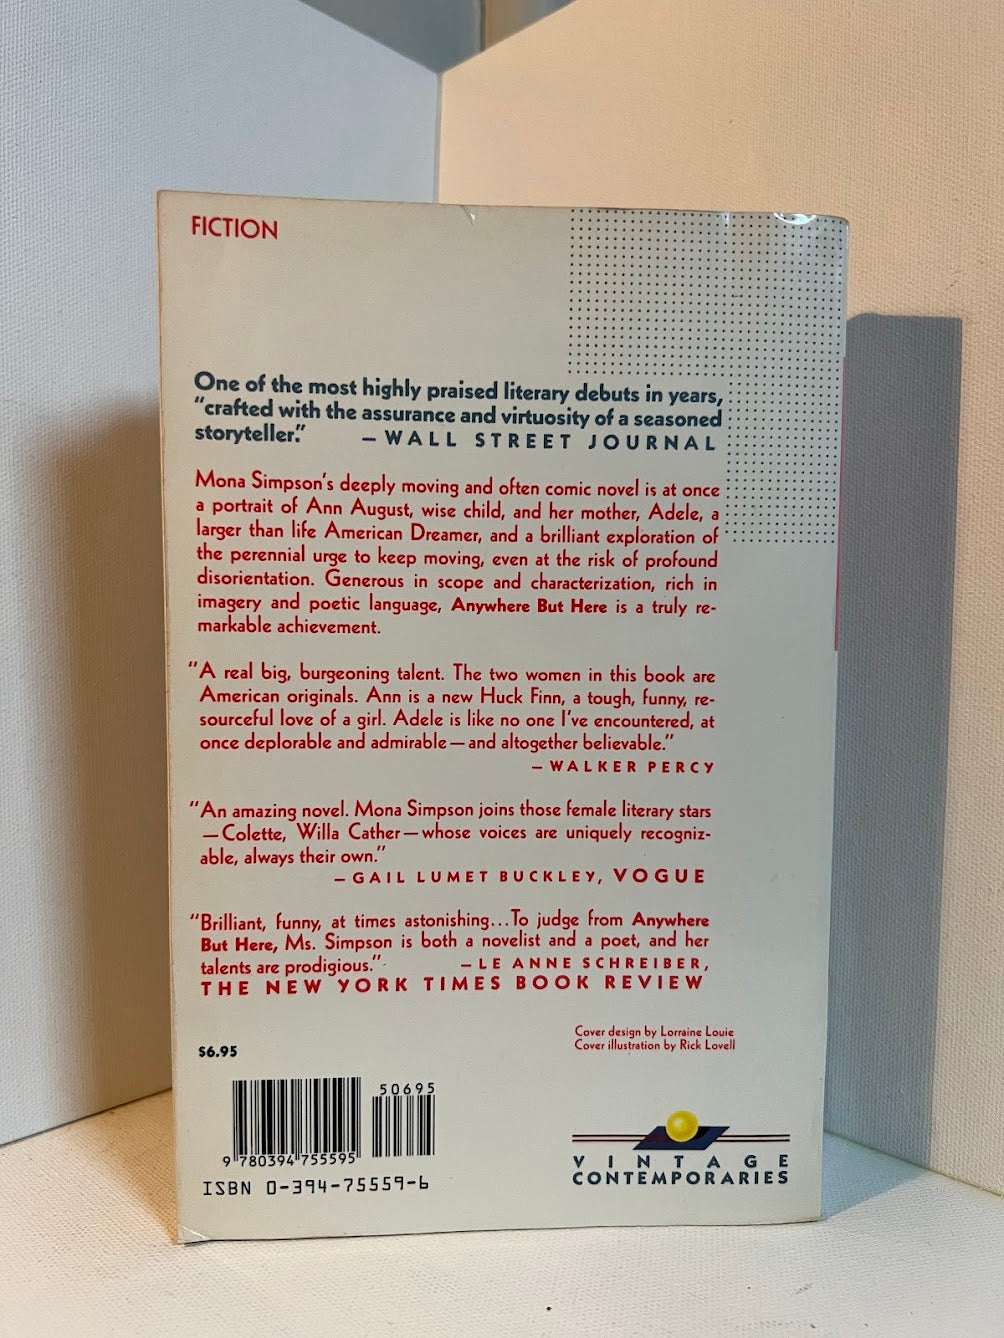 FICTION
One of the most highly praised literary debuts in years,
"crafted with the assurance and virtuosity of a seasoned
storyteller." — WALL STREET JOURNAL
Mona Simpson's deeply moving and often comic novel is at once
a portrait of Ann August, wise child, and her mother, Adele, a
larger than life American Dreamer, and a brilliant exploration of
the perennial urge to keep moving, even at the risk of profound
disorientation. Generous in scope and characterization, rich in
imagery and poetic language, Anywhere But Here is a truly re-
markable achievement.
"A real big, burgeoning talent. The two women in this book are
American originals. Ann is a new Huck Finn, a tough, funny, re-
sourceful love of a girl. Adele is like no one I've encountered, at
once deplorable and admirable—and altogether believable."
— WALKER PERCY
"An amazing novel. Mona Simpson joins those female literary stars
—Colette, Willa Cather—whose voices are uniquely recogniz-
able, always their own."
— GAIL LUMET BUCKLEY, VOGUE
"Brilliant, funny, at times astonishing...To judge from Anywhere
But Here, Ms. Simpson is both a novelist and a poet, and her
talents are prodigious." — LE ANNE SCHREIBER,
THE NEW YORK TIMES BOOK REVIEW
Cover design by Lorraine Louie
Cover illustration by Rick Lovell
$6.95
50695
9 780394 755595
ISBN 0-394-75559-6
VINTAGE
CONTEMPORARIES